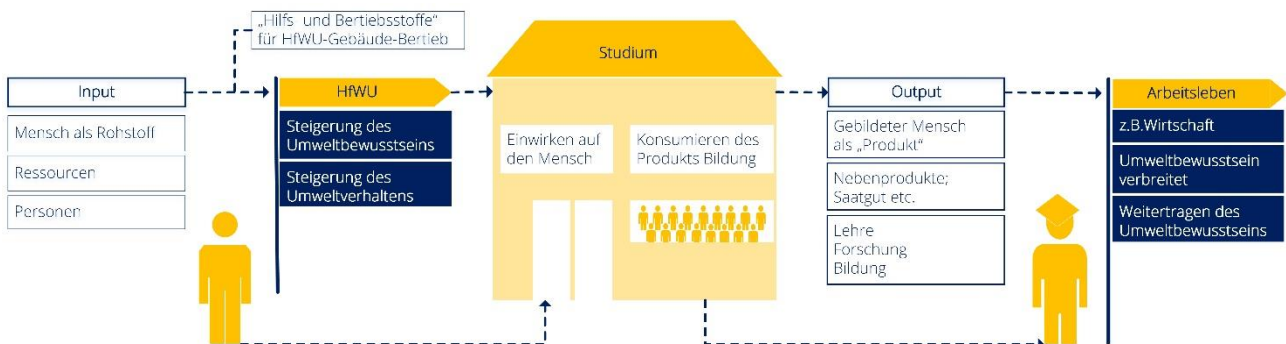 „Hilfs und Bertiebsstoffe“
für HfWU-Gebäude-Bertieb
Input
Mensch als Rohstoff
Ressourcen
Personen
HfWU
Steigerung des
Umweltbewusstseins
Steigerung des
Umweltverhaltens
Studium
Einwirken auf
den Mensch
Konsumieren des
Produkts Bildung
Output
Gebildeter Mensch
als „Produkt“
Nebenprodukte;
Saatgut etc.
Lehre
Forschung
Bildung
Arbeitsleben
z.B.Wirtschaft
Umweltbewusstsein
verbreitet
Weitertragen des
Umweltbewusstseins